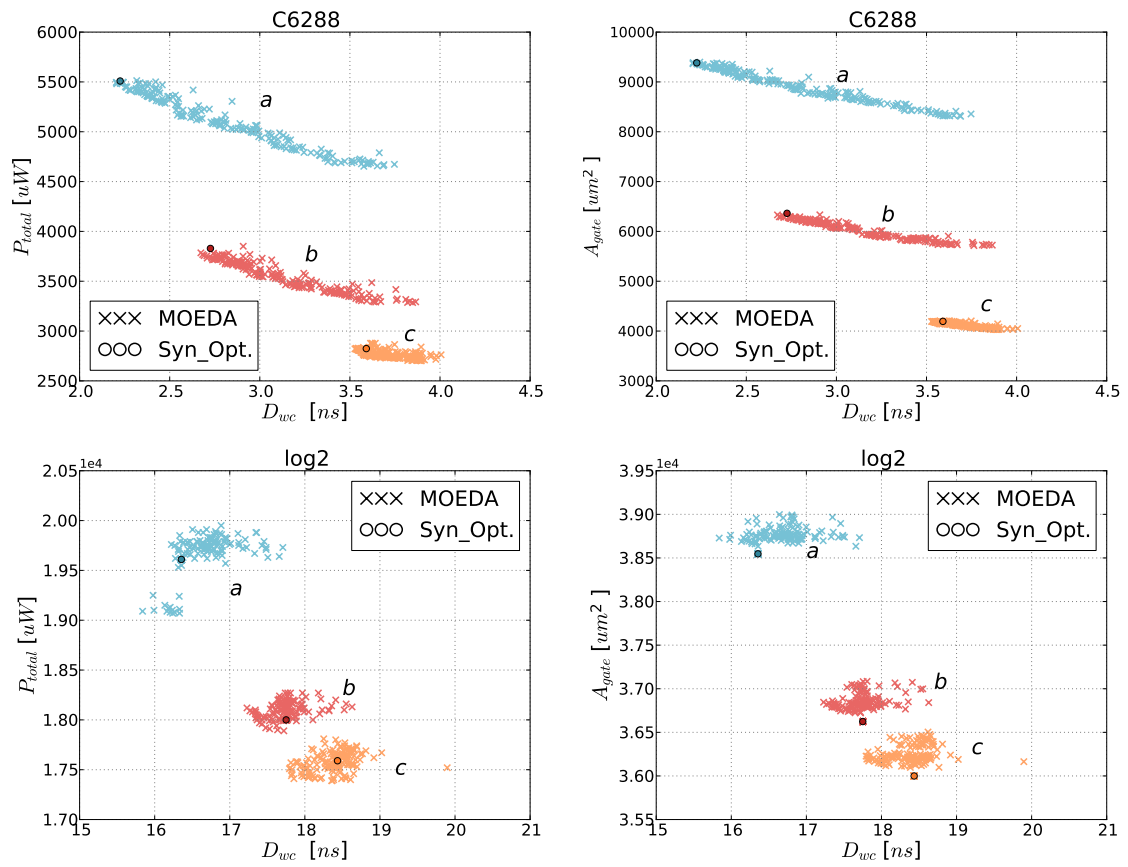 C6288
6000
5500
5000
4500
4000
3500
3000
2500
P_total [uW]
a
b
c
××× MOEDA
○○○ Syn_Opt.
2.0 2.5 3.0 3.5 4.0 4.5
D_wc [ns]
C6288
10000
9000
8000
7000
6000
5000
4000
3000
A_gate [um²]
a
b
c
××× MOEDA
○○○ Syn_Opt.
2.0 2.5 3.0 3.5 4.0 4.5
D_wc [ns]
log2
1e4
2.05
2.00
1.95
1.90
1.85
1.80
1.75
1.70
P_total [uW]
××× MOEDA
○○○ Syn_Opt.
a
b
c
15 16 17 18 19 20 21
D_wc [ns]
log2
1e4
3.95
3.90
3.85
3.80
3.75
3.70
3.65
3.60
3.55
A_gate [um²]
××× MOEDA
○○○ Syn_Opt.
a
b
c
15 16 17 18 19 20 21
D_wc [ns]